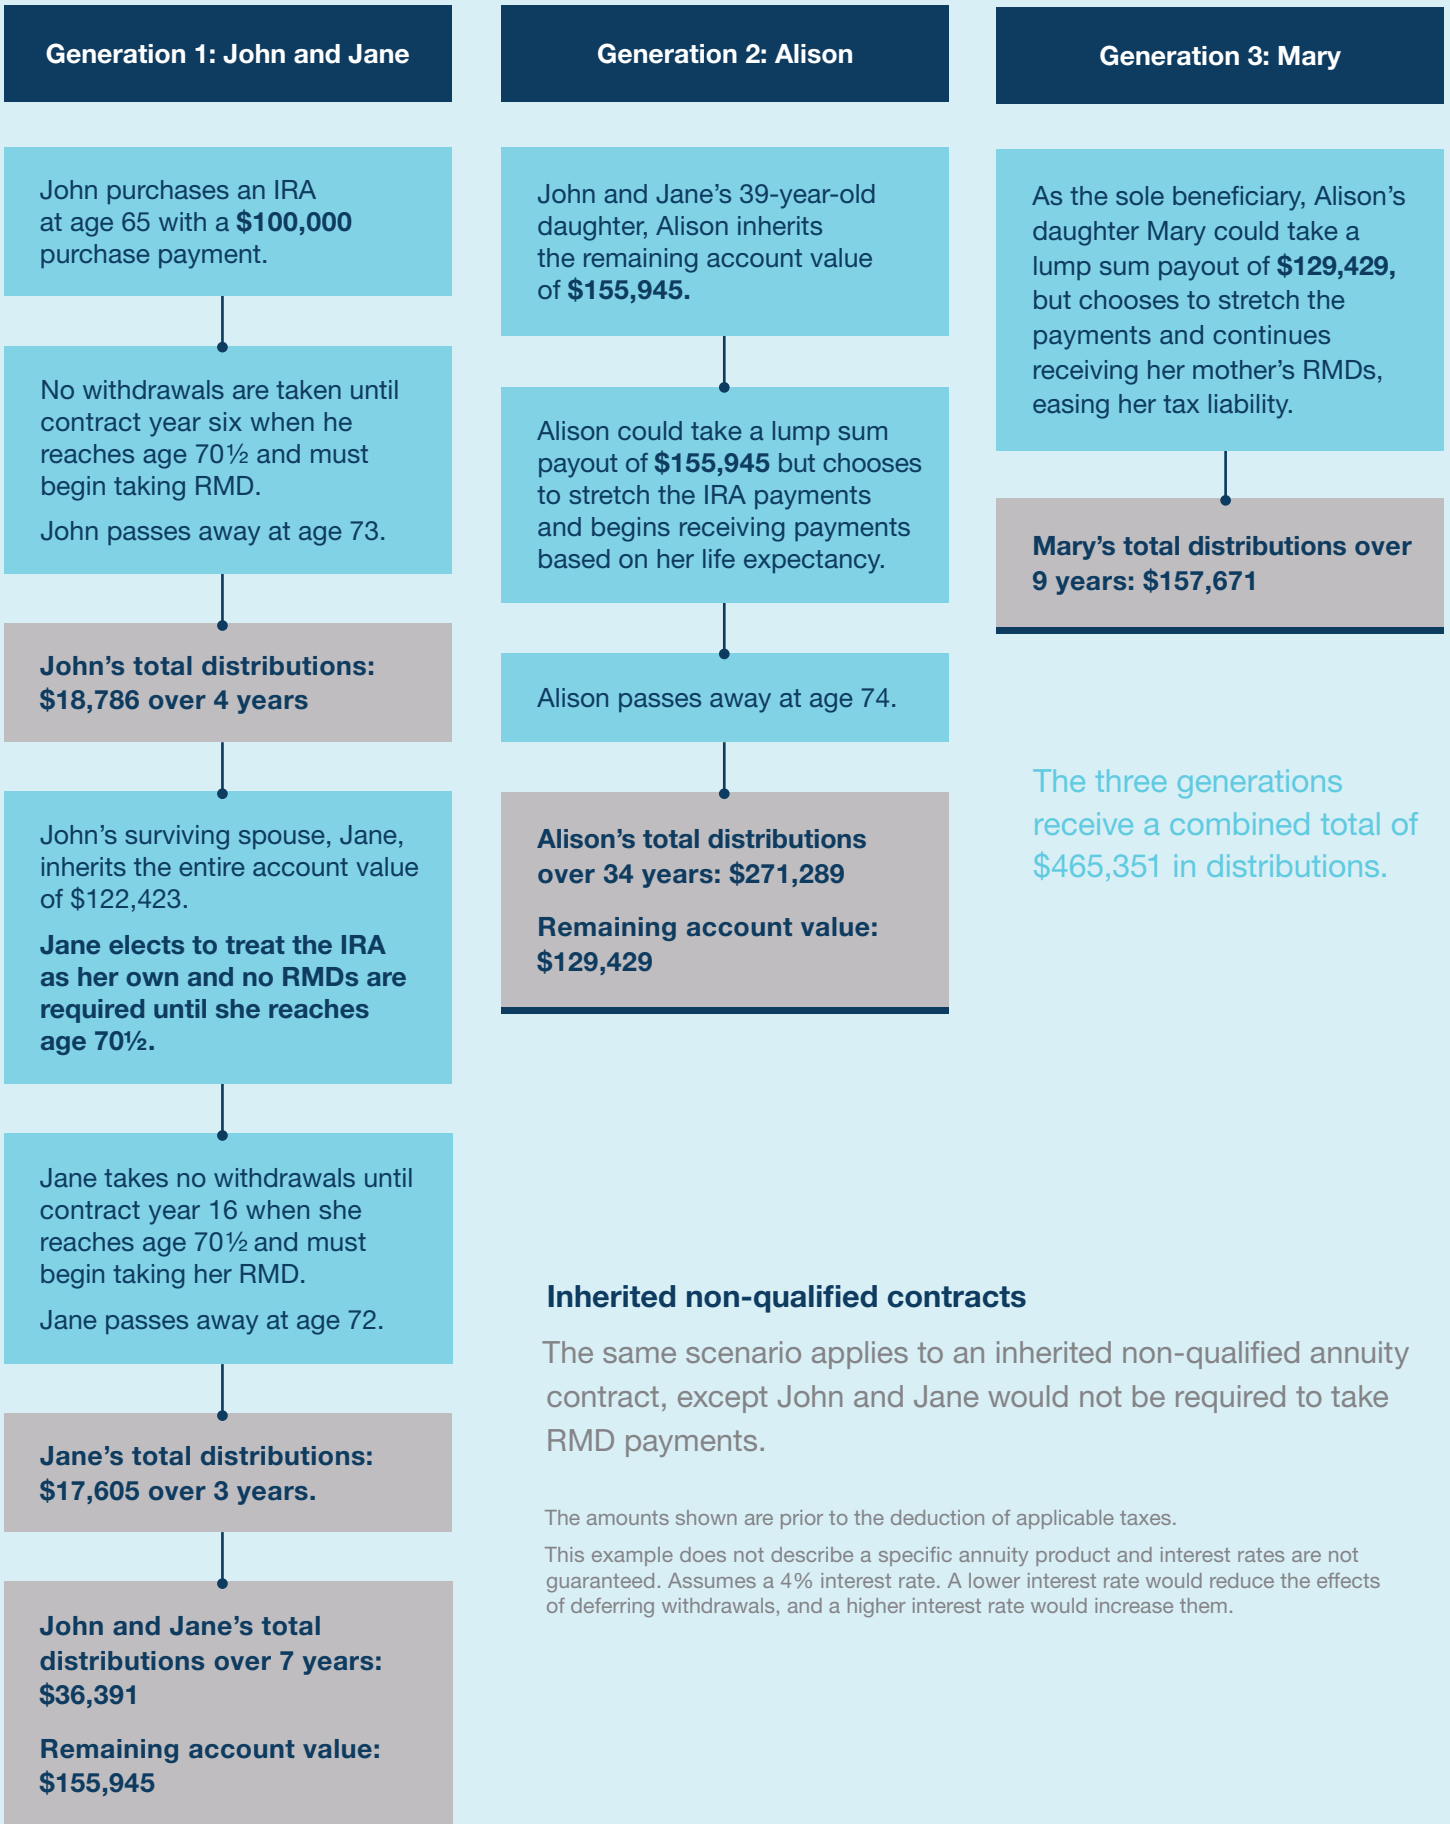 Generation 1: John and Jane
John purchases an IRA
at age 65 with a $100,000
purchase payment.
No withdrawals are taken until
contract year six when he
reaches age 70½ and must
begin taking RMD.
John passes away at age 73.
John’s total distributions:
$18,786 over 4 years
John’s surviving spouse, Jane,
inherits the entire account value
of $122,423.
Jane elects to treat the IRA
as her own and no RMDs are
required until she reaches
age 70½.
Jane takes no withdrawals until
contract year 16 when she
reaches age 70½ and must
begin taking her RMD.
Jane passes away at age 72.
Jane’s total distributions:
$17,605 over 3 years.
John and Jane’s total
distributions over 7 years:
$36,391
Remaining account value:
$155,945
Generation 2: Alison
John and Jane’s 39-year-old
daughter, Alison inherits
the remaining account value
of $155,945.
Alison could take a lump sum
payout of $155,945 but chooses
to stretch the IRA payments
and begins receiving payments
based on her life expectancy.
Alison passes away at age 74.
Alison’s total distributions
over 34 years: $271,289
Remaining account value:
$129,429
Generation 3: Mary
As the sole beneficiary, Alison’s
daughter Mary could take a
lump sum payout of $129,429,
but chooses to stretch the
payments and continues
receiving her mother’s RMDs,
easing her tax liability.
Mary’s total distributions over
9 years: $157,671
The three generations
receive a combined total of
$465,351 in distributions.
Inherited non-qualified contracts
The same scenario applies to an inherited non-qualified annuity
contract, except John and Jane would not be required to take
RMD payments.
The amounts shown are prior to the deduction of applicable taxes.
This example does not describe a specific annuity product and interest rates are not
guaranteed. Assumes a 4% interest rate. A lower interest rate would reduce the effects
of deferring withdrawals, and a higher interest rate would increase them.